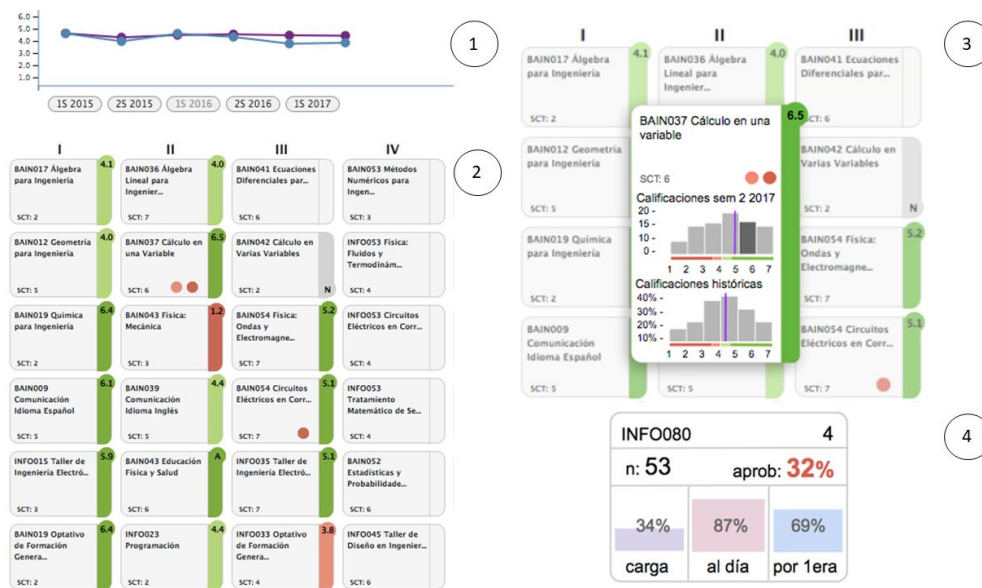 6.0
5.0
4.0
3.0
2.0
1.0
1S 2015 2S 2015 1S 2016 2S 2016 1S 2017
1
I II III IV
2
BAIN017 Álgebra
para Ingeniería
SCT: 2
4.1
BAIN036 Álgebra
Lineal para
Ingenier...
SCT: 7
4.0
BAIN041 Ecuaciones
Diferenciales par...
SCT: 6
BAIN053 Métodos
Numéricos para
Ingen...
SCT: 3
BAIN012 Geometría
para Ingeniería
SCT: 5
4.0
BAIN037 Cálculo en
una Variable
SCT: 6
6.5
BAIN042 Cálculo en
Varias Variables
SCT: 2
N
INFO053 Física:
Fluidos y
Termodinám...
SCT: 4
BAIN019 Química
para Ingeniería
SCT: 2
6.4
BAIN043 Física:
Mecánica
SCT: 3
1.2
BAIN054 Física:
Ondas y
Electromagne...
SCT: 7
5.2
INFO053 Circuitos
Eléctricos en Corr...
SCT: 4
BAIN009
Comunicación
Idioma Español
SCT: 5
6.1
BAIN039
Comunicación
Idioma Inglés
SCT: 5
4.4
BAIN054 Circuitos
Eléctricos en Corr...
SCT: 7
5.1
INFO053
Tratamiento
Matemático de Se...
SCT: 4
INFO015 Taller de
Ingeniería Electró...
SCT: 3
5.9
BAIN043 Educación
Física y Salud
SCT: 6
A
INFO035 Taller de
Ingeniería Electró...
SCT: 7
5.1
BAIN052
Estadísticas y
Probabilidade...
SCT: 6
BAIN019 Optativo
de Formación
Genera...
SCT: 2
6.4
INFO023
Programación
SCT: 2
4.4
INFO033 Optativo
de Formación
Genera...
SCT: 4
3.8
INFO045 Taller de
Diseño en Ingenier...
SCT: 6
I II III
3
BAIN017 Álgebra
para Ingeniería
SCT: 2
4.1
BAIN036 Álgebra
Lineal para
Ingenier...
4.0
BAIN041 Ecuaciones
Diferenciales par...
SCT: 6
BAIN012 Geometría
para Ingeniería
SCT: 5
BAIN037 Cálculo en una
variable
6.5
SCT: 6
Calificaciones sem 2 2017
20
15
10
0
1 2 3 4 5 6 7
Calificaciones históricas
40%
30%
20%
10%
1 2 3 4 5 6 7
BAIN042 Cálculo en
Varias Variables
SCT: 2
N
BAIN019 Química
para Ingeniería
SCT: 2
BAIN054 Física:
Ondas y
Electromagne...
SCT: 7
5.2
BAIN009
Comunicación
Idioma Español
SCT: 5
SCT: 5
BAIN054 Circuitos
Eléctricos en Corr...
SCT: 7
5.1
4
INFO080 4
n: 53 aprob: 32%
34% 87% 69%
carga al día por 1era